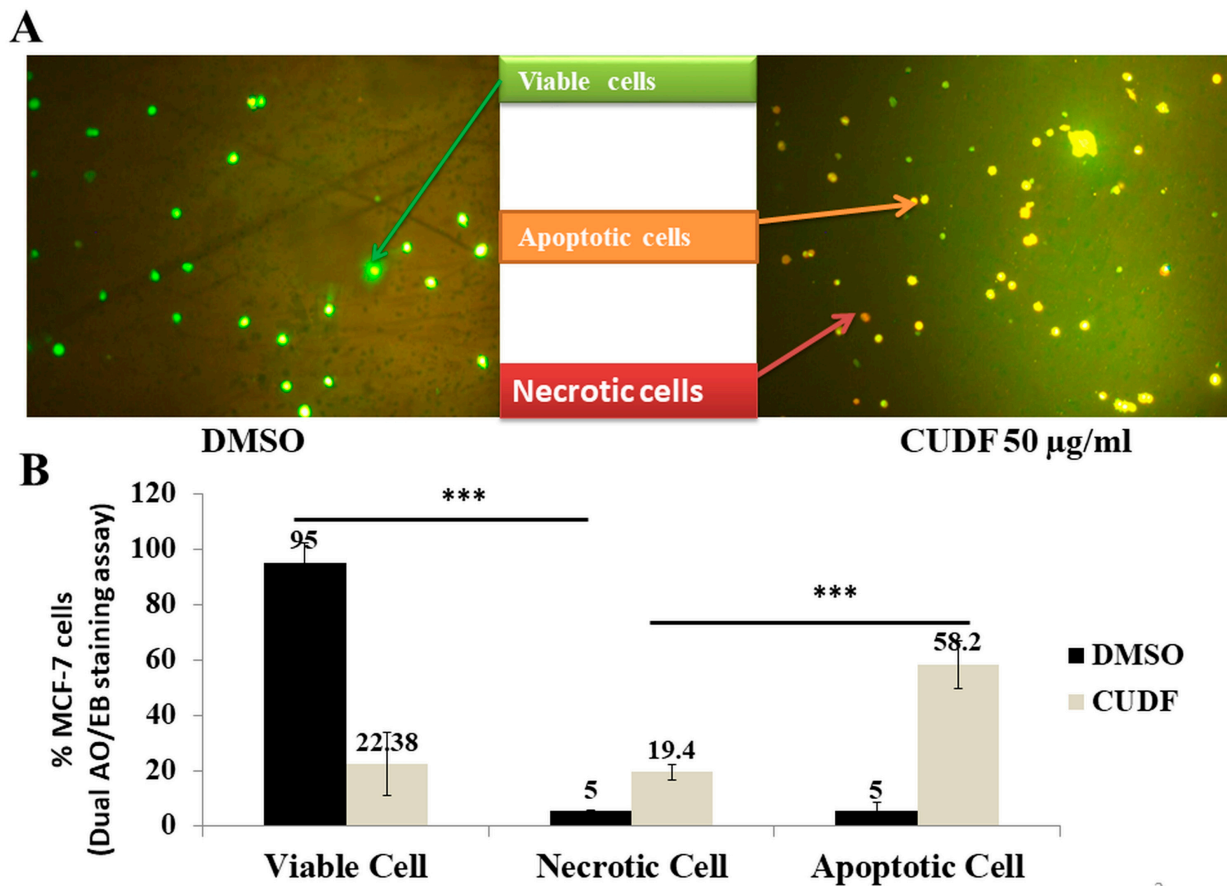 A
Viable cells
Apoptotic cells
Necrotic cells
DMSO
CUDF 50 µg/ml
B
% MCF-7 cells
(Dual AO/EB staining assay)
120
100
80
60
40
20
0
***
***
95
22.38
5
19.4
5
58.2
DMSO
CUDF
Viable Cell
Necrotic Cell
Apoptotic Cell